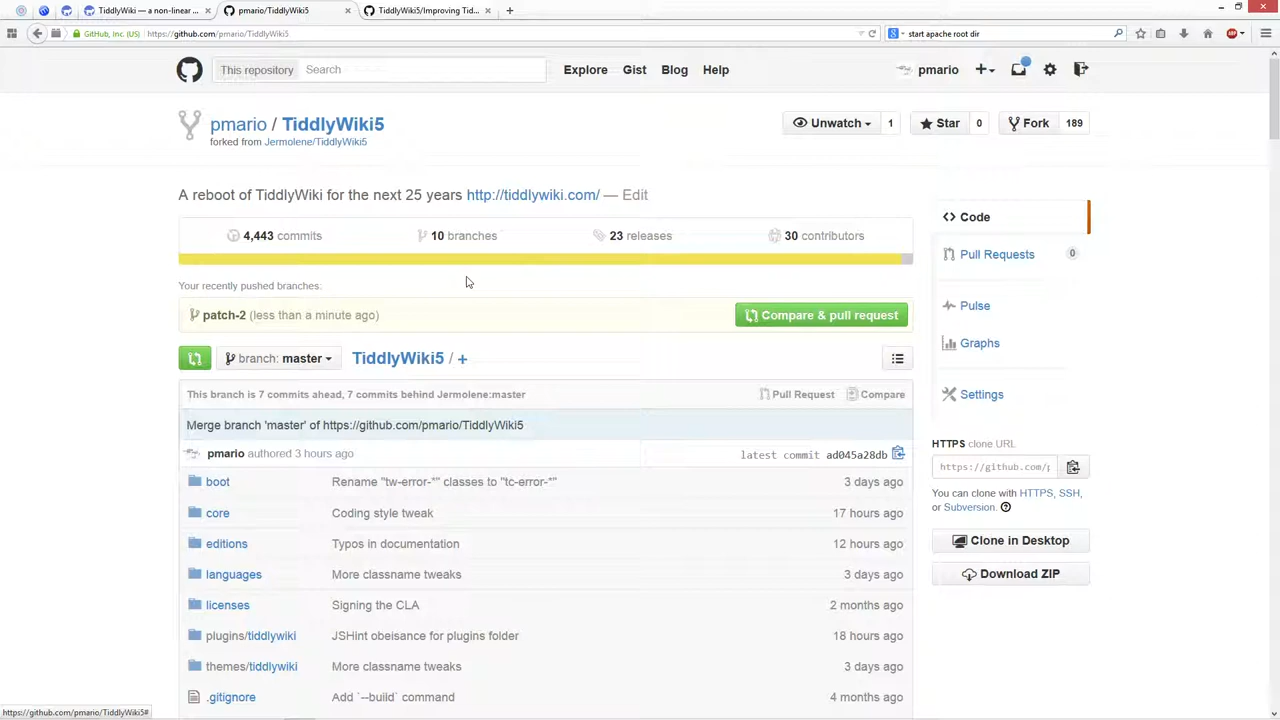 TiddlyWiki — a non-linear ...
pmario/TiddlyWiki5
TiddlyWiki5/Improving Tid...
GitHub, Inc. (US)
https://github.com/pmario/TiddlyWiki5
start apache root dir
This repository
Search
Explore
Gist
Blog
Help
pmario
pmario / TiddlyWiki5
forked from Jermolene/TiddlyWiki5
Unwatch
1
Star
0
Fork
189
A reboot of TiddlyWiki for the next 25 years http://tiddlywiki.com/ — Edit
4,443 commits
10 branches
23 releases
30 contributors
Your recently pushed branches:
patch-2 (less than a minute ago)
Compare & pull request
branch: master
TiddlyWiki5 / +
This branch is 7 commits ahead, 7 commits behind Jermolene:master
Pull Request
Compare
Merge branch 'master' of https://github.com/pmario/TiddlyWiki5
pmario authored 3 hours ago
latest commit ad045a28db
boot
Rename "tw-error-*" classes to "tc-error-*"
3 days ago
core
Coding style tweak
17 hours ago
editions
Typos in documentation
12 hours ago
languages
More classname tweaks
3 days ago
licenses
Signing the CLA
2 months ago
plugins/tiddlywiki
JSHint obeisance for plugins folder
18 hours ago
themes/tiddlywiki
More classname tweaks
3 days ago
.gitignore
Add `--build` command
4 months ago
Code
Pull Requests
0
Pulse
Graphs
Settings
HTTPS clone URL
https://github.com/p
You can clone with HTTPS, SSH,
or Subversion.
Clone in Desktop
Download ZIP
https://github.com/pmario/TiddlyWiki5#